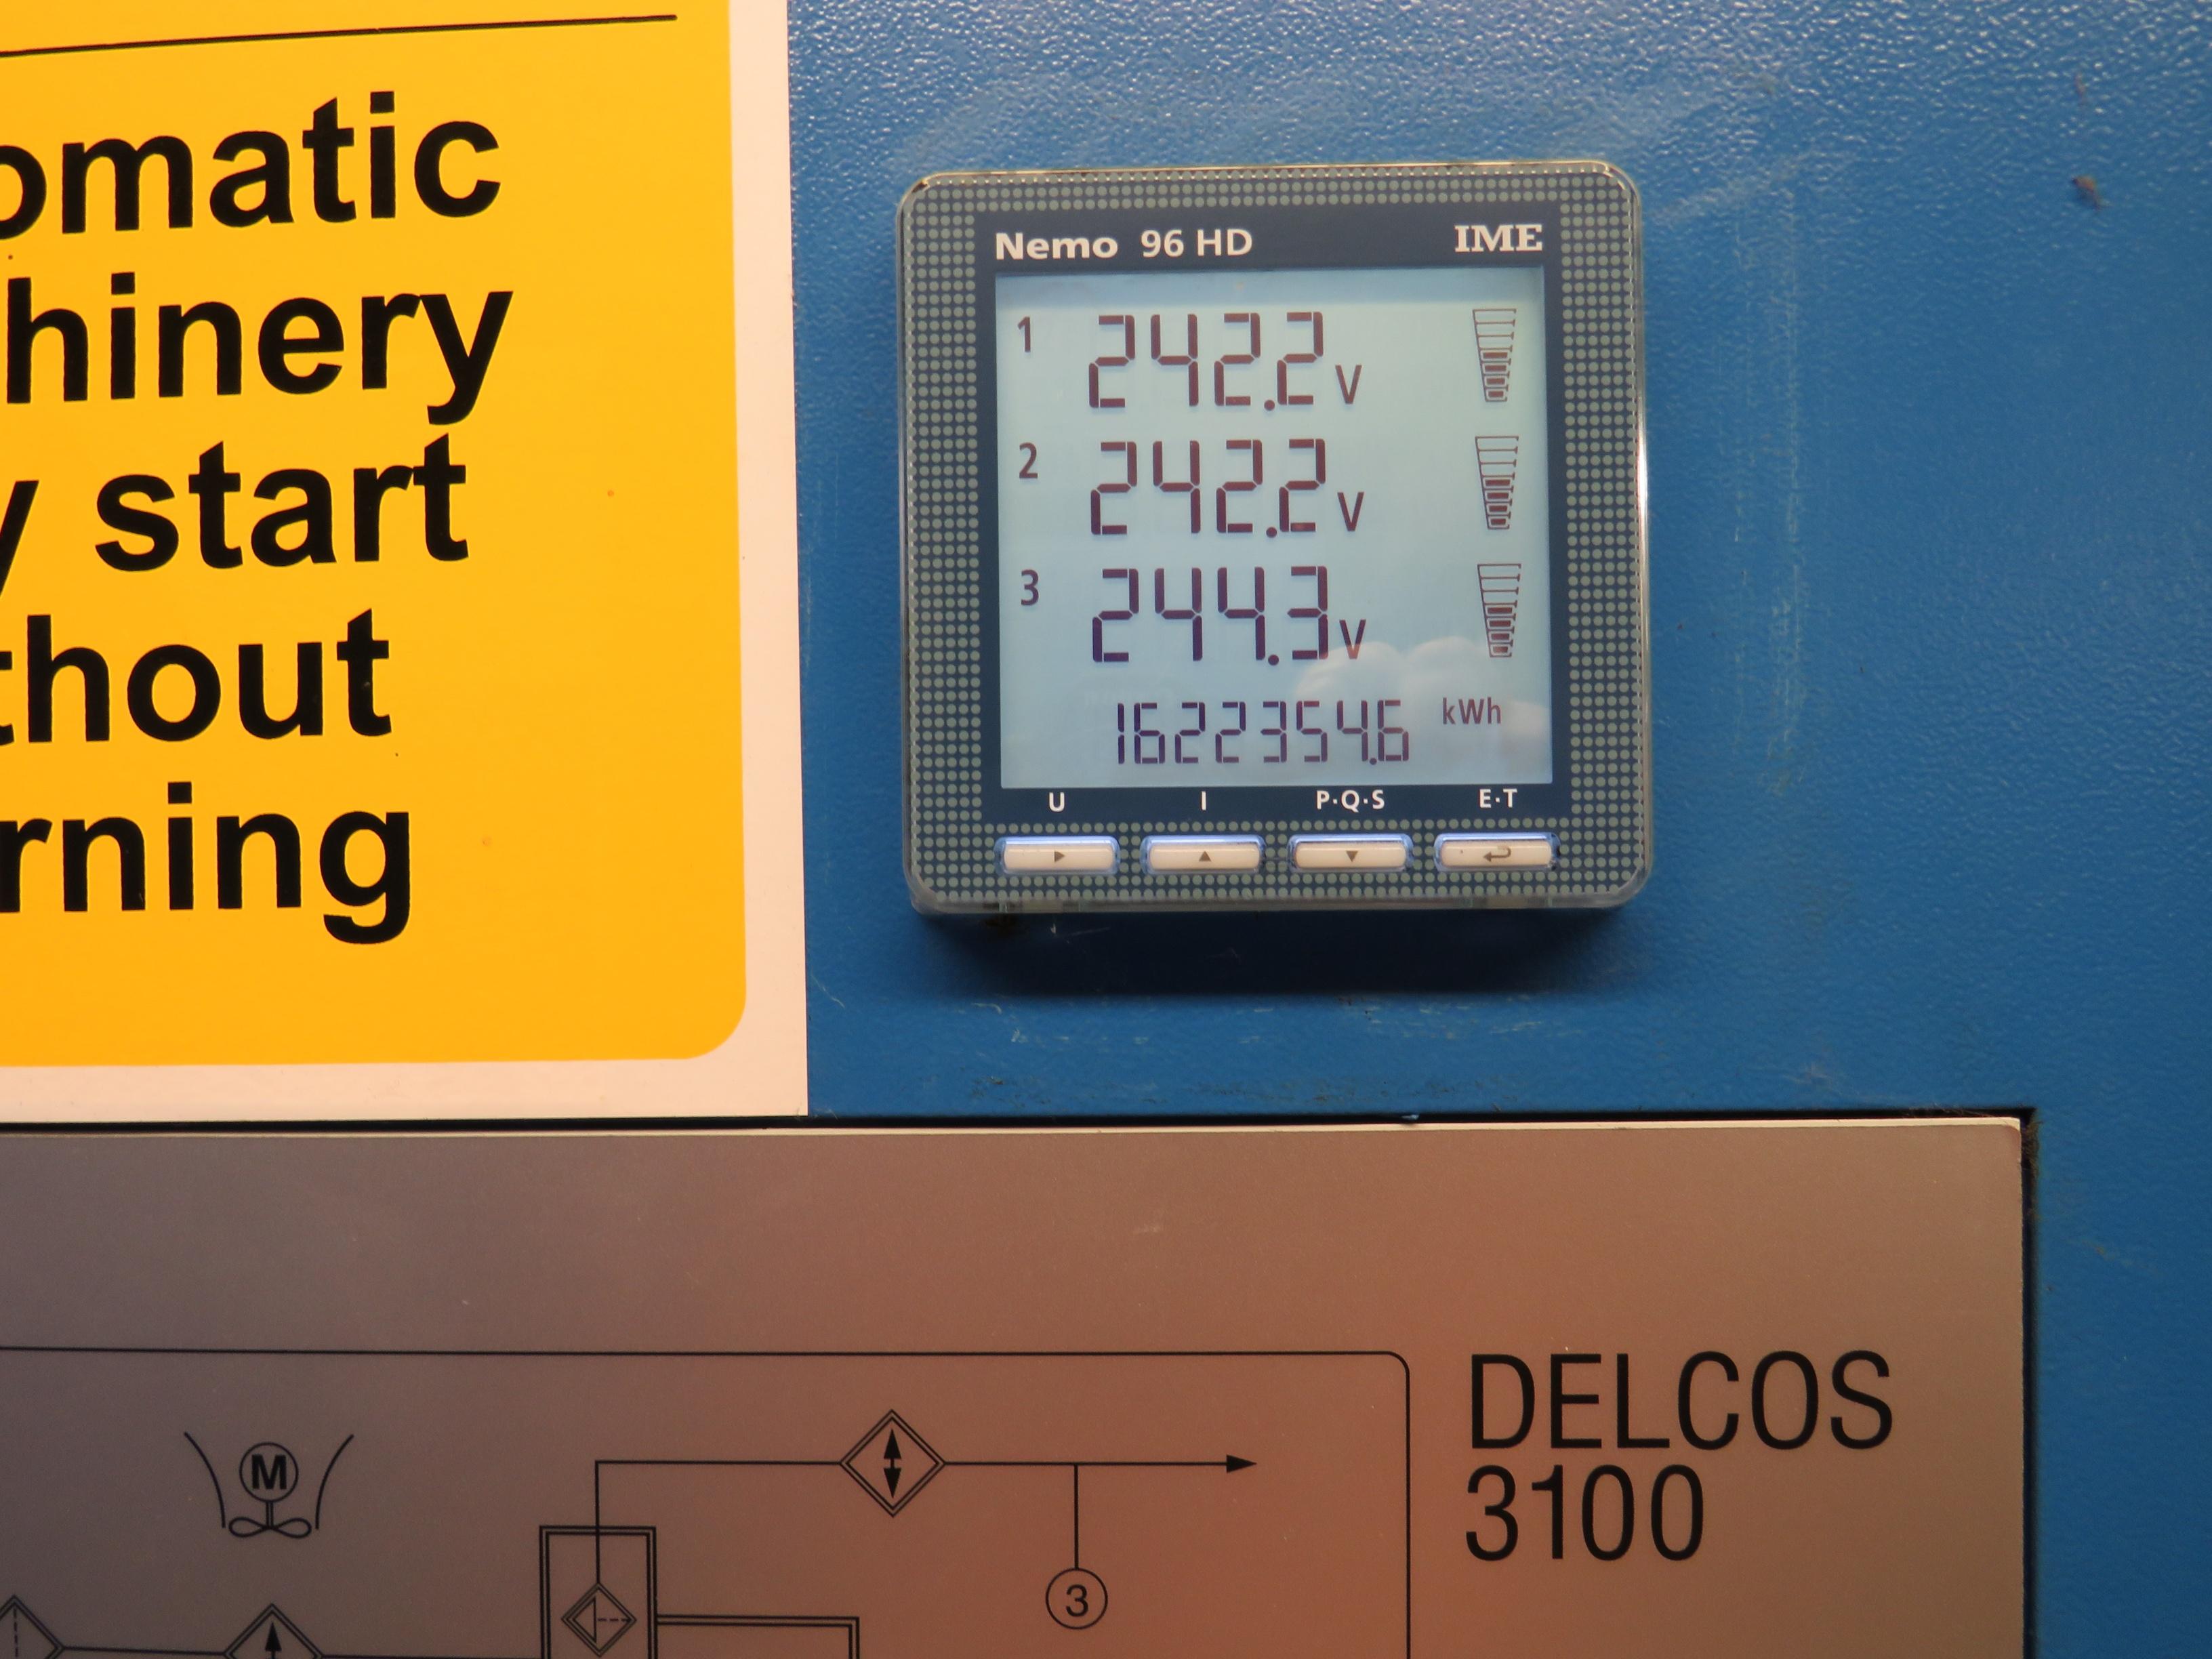 omatic
hinery
y start
thout
rning
Nemo 96 HD IME
1 242.2 V
2 242.2 V
3 244.3 V
1622354.6 kWh
U I P·Q·S E·T
DELCOS
3100
M
3